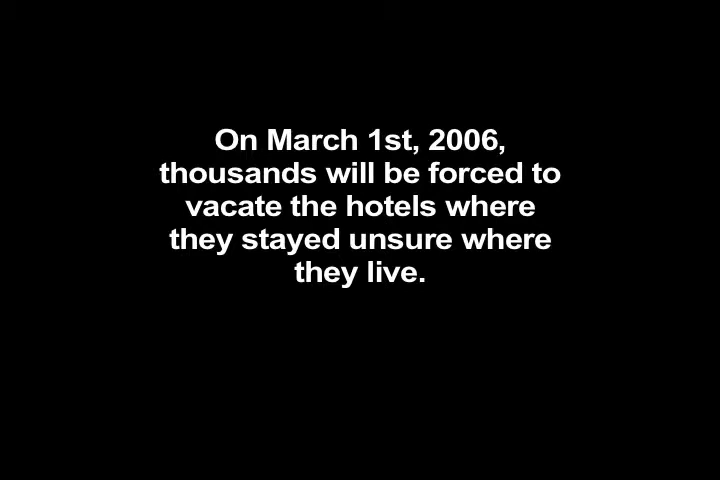 On March 1st, 2006,
thousands will be forced to
vacate the hotels where
they stayed unsure where
they live.